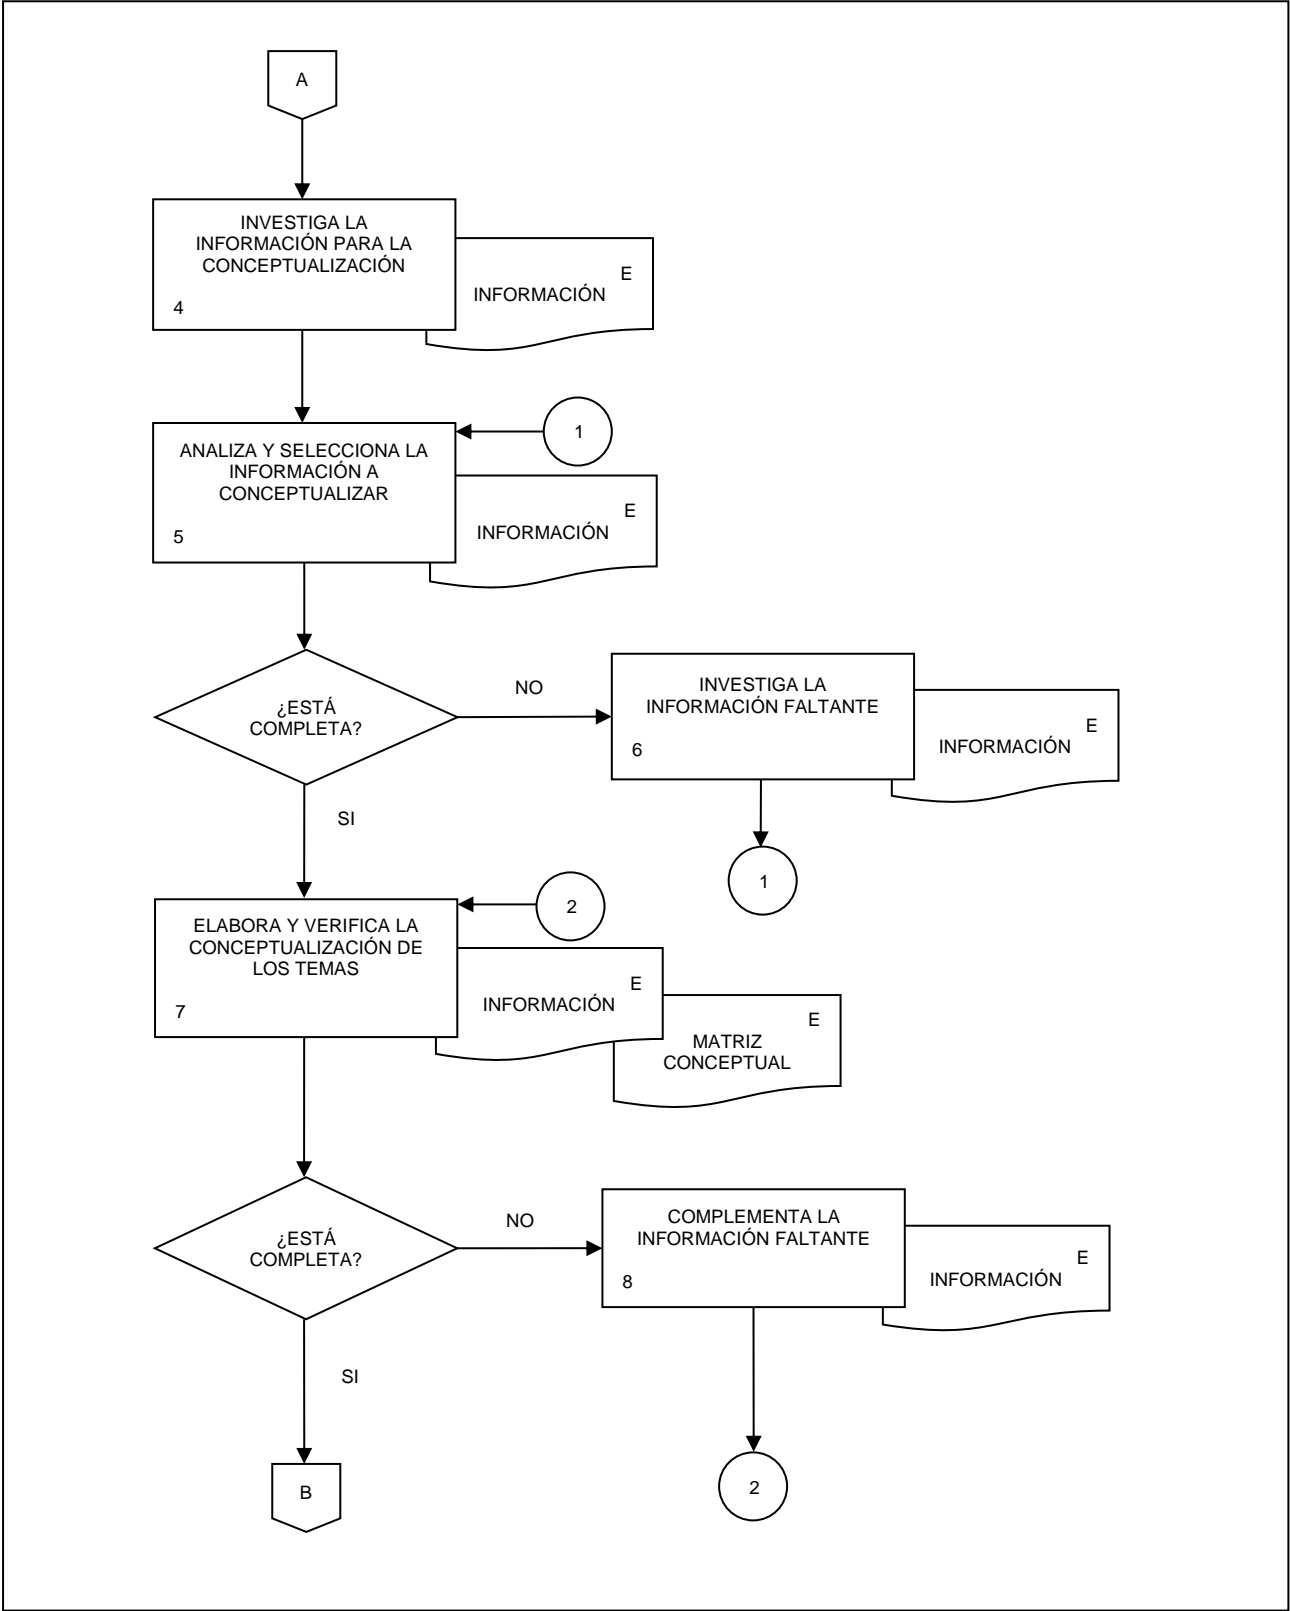 A
INVESTIGA LA
INFORMACIÓN PARA LA
CONCEPTUALIZACIÓN
4
E
INFORMACIÓN
1
ANALIZA Y SELECCIONA LA
INFORMACIÓN A
CONCEPTUALIZAR
5
E
INFORMACIÓN
¿ESTÁ
COMPLETA?
NO
INVESTIGA LA
INFORMACIÓN FALTANTE
6
E
INFORMACIÓN
SI
1
2
ELABORA Y VERIFICA LA
CONCEPTUALIZACIÓN DE
LOS TEMAS
7
E
INFORMACIÓN
E
MATRIZ
CONCEPTUAL
¿ESTÁ
COMPLETA?
NO
COMPLEMENTA LA
INFORMACIÓN FALTANTE
8
E
INFORMACIÓN
SI
B
2